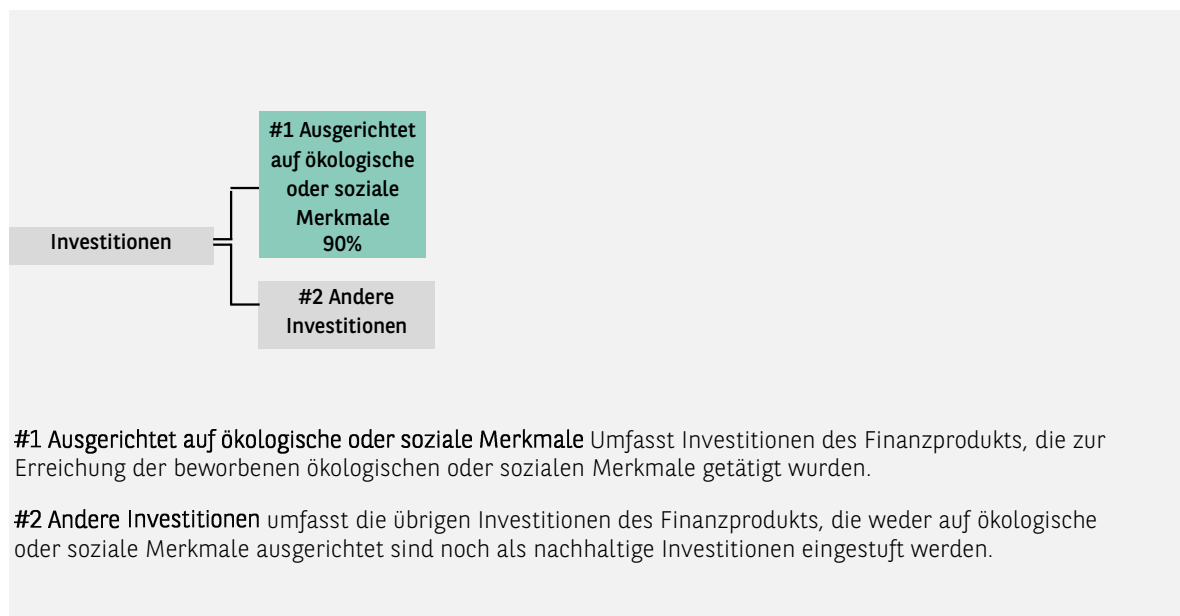 #1 Ausgerichtet
auf ökologische
oder soziale
Merkmale
90%
Investitionen
#2 Andere
Investitionen
#1 Ausgerichtet auf ökologische oder soziale Merkmale Umfasst Investitionen des Finanzprodukts, die zur
Erreichung der beworbenen ökologischen oder sozialen Merkmale getätigt wurden.
#2 Andere Investitionen umfasst die übrigen Investitionen des Finanzprodukts, die weder auf ökologische
oder soziale Merkmale ausgerichtet sind noch als nachhaltige Investitionen eingestuft werden.